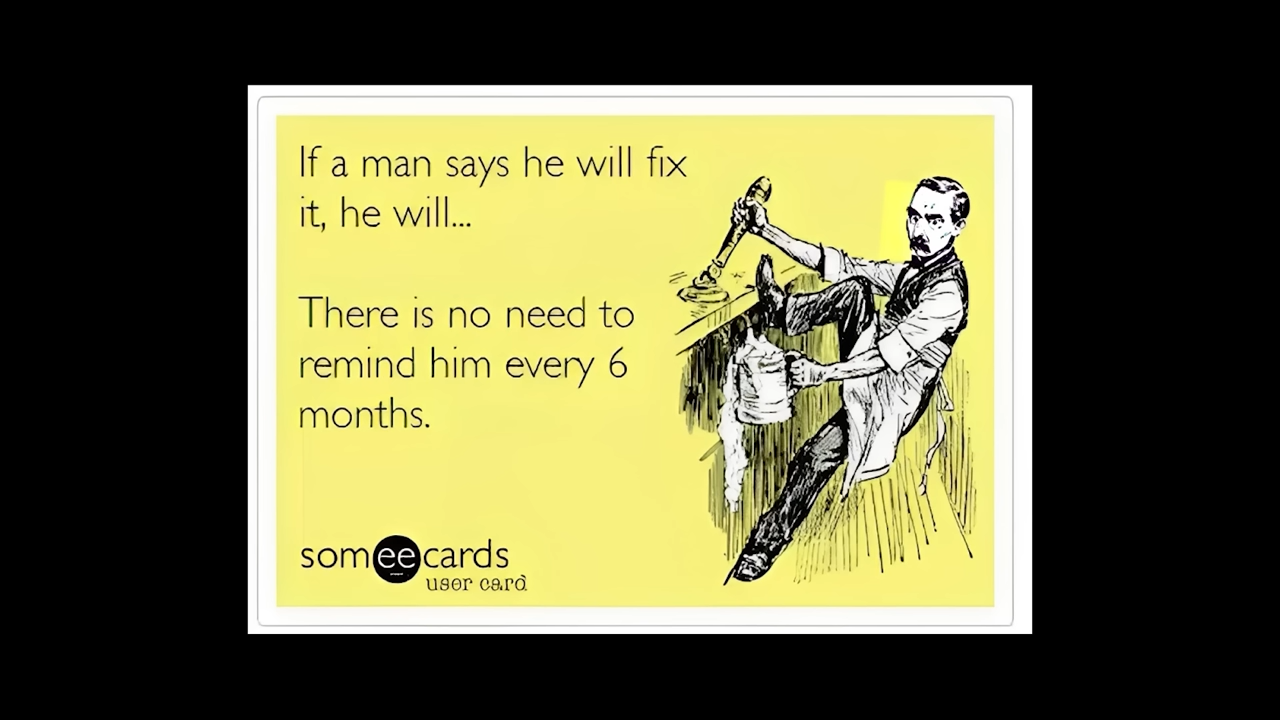 If a man says he will fix
it, he will...
There is no need to
remind him every 6
months.
someecards
user card